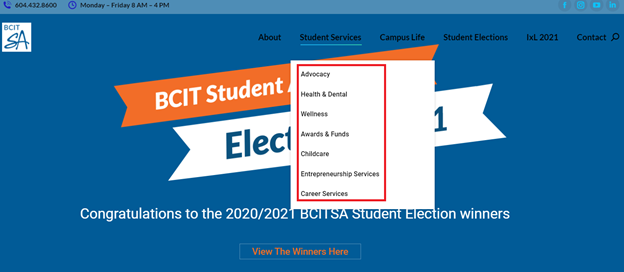 604.432.8600 Monday – Friday 8 AM – 4 PM
BCIT
SA
About Student Services Campus Life Student Elections IxL 2021 Contact
Advocacy
Health & Dental
Wellness
Awards & Funds
Childcare
Entrepreneurship Services
Career Services
BCIT Student
Elec
1
Congratulations to the 2020/2021 BCITSA Student Election winners
View The Winners Here